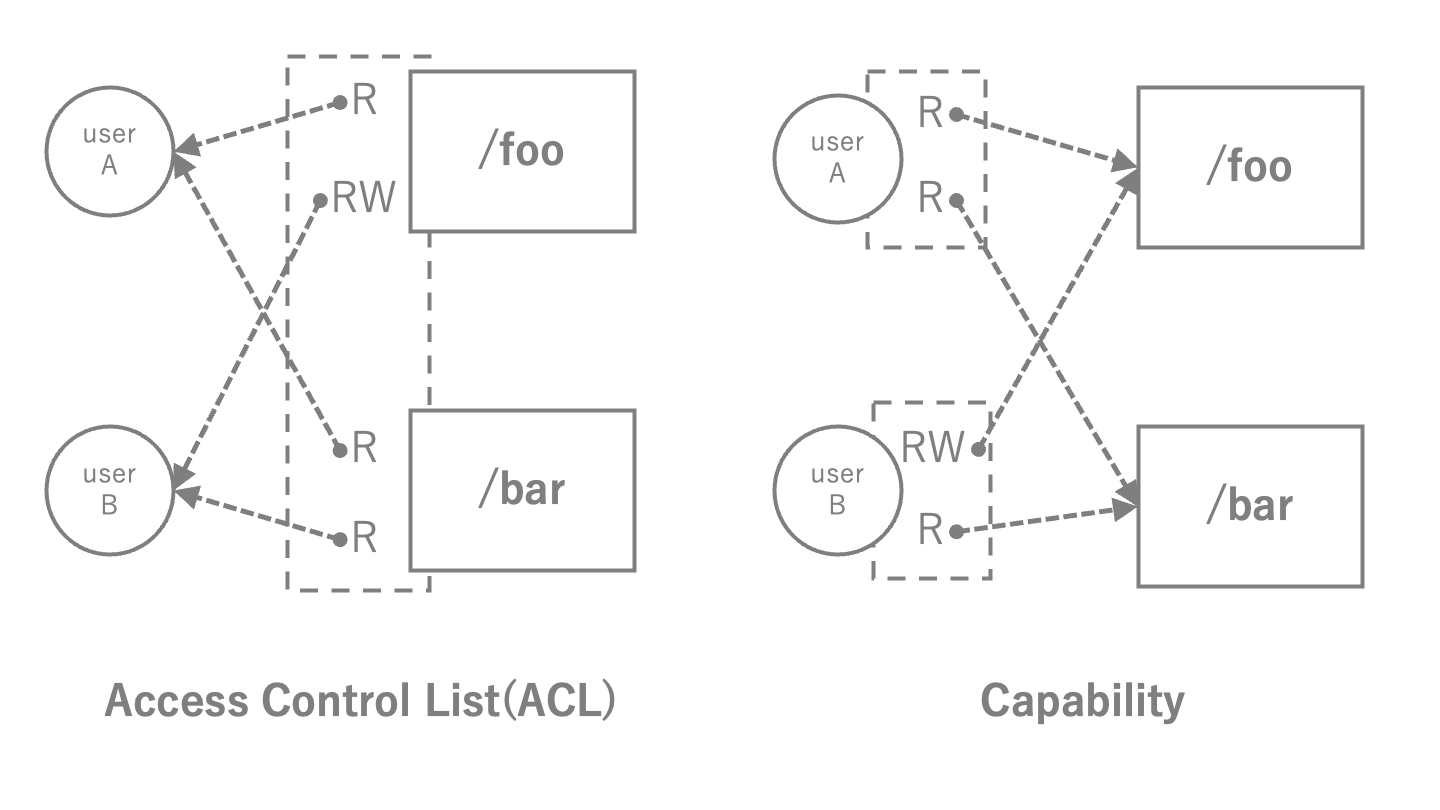 user
A
R
RW
/foo
user
B
R
R
/bar
Access Control List(ACL)
user
A
R
R
/foo
user
B
RW
R
/bar
Capability